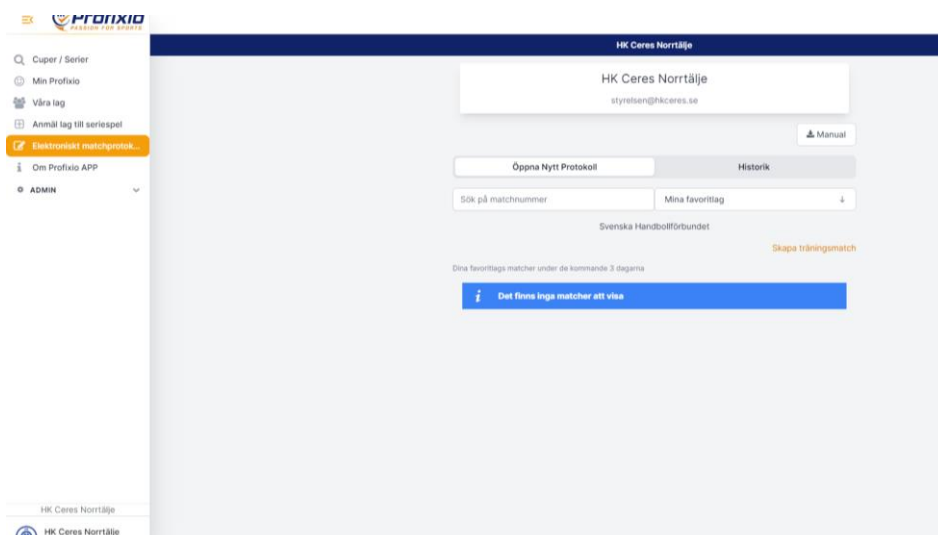 Profixio
PASSION FOR SPORTS
Cuper / Serier
Min Profixio
Våra lag
Anmäl lag till seriespel
Elektroniskt matchprotok...
Om Profixio APP
ADMIN
HK Ceres Norrtälje
HK Ceres Norrtälje
HK Ceres Norrtälje
HK Ceres Norrtälje
styrelsen@hkceres.se
Manual
Öppna Nytt Protokoll
Historik
Sök på matchnummer
Mina favoritlag
Svenska Handbollförbundet
Skapa träningsmatch
Dina favoritlags matcher under de kommande 3 dagarna
Det finns inga matcher att visa